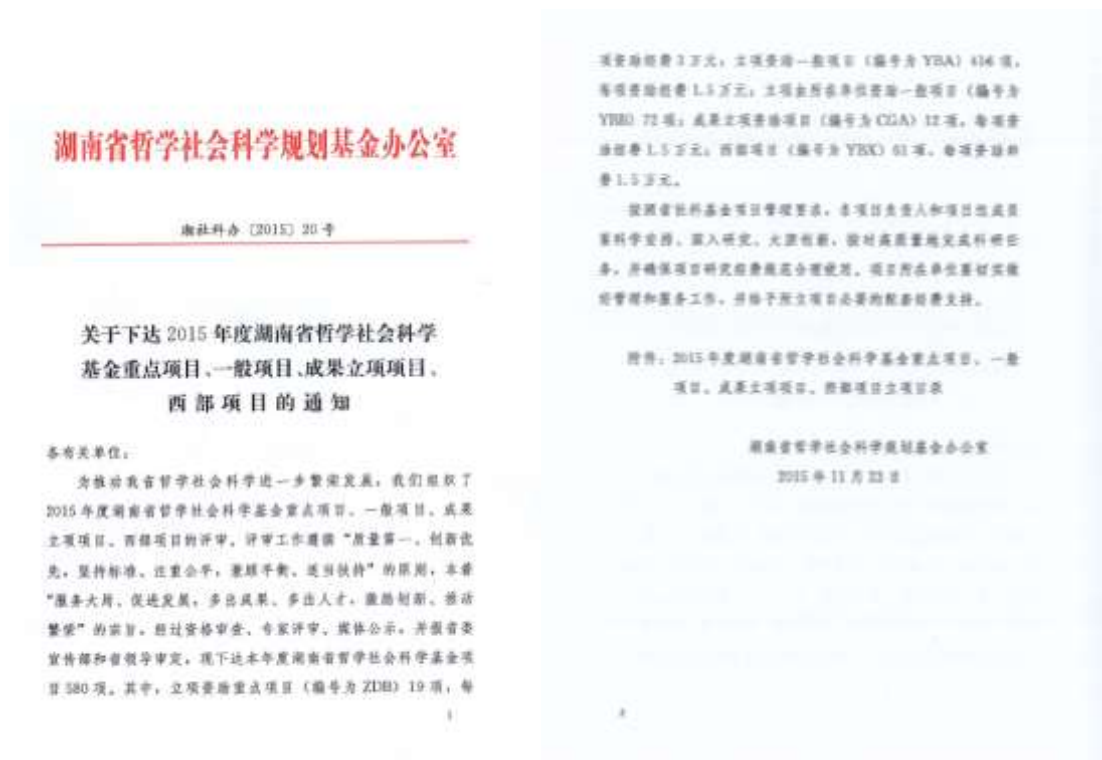 湖南省哲学社会科学规划基金办公室
湘社科办〔2015〕20号
关于下达2015年度湖南省哲学社会科学
基金重点项目、一般项目、成果立项项目、
西部项目的通知
各有关单位:
为推动我省哲学社会科学进一步繁荣发展,我们组织了
2015年度湖南省哲学社会科学基金重点项目、一般项目、成果
立项项目、西部项目的评审。评审工作遵循“质量第一、创新优
先,坚持标准、注重公平,兼顾平衡、适当扶持”的原则,本着
“服务大局、促进发展,多出成果、多出人才,激励创新、推动
繁荣”的宗旨,经过资格审查、专家评审、媒体公示,并报省委
宣传部和省领导审定,现下达本年度湖南省哲学社会科学基金项
目580项。其中,立项资助重点项目(编号为ZDB)19项,每
1
项资助经费3万元;立项资助一般项目(编号为YBA)416项,
每项资助经费1.5万元;立项由所在单位资助一般项目(编号为
YBB)72项;成果立项资助项目(编号为CGA)12项,每项资
助经费1.5万元;西部项目(编号为YBX)61项,每项资助经
费1.5万元。
按照省社科基金项目管理要求,各项目负责人和项目组成员
要科学安排、深入研究、大胆创新,按时高质量地完成科研任
务,并确保项目研究经费规范合理使用。项目所在单位要切实做
好管理和服务工作,并给予所立项目必要的配套经费支持。
附件:2015年度湖南省哲学社会科学基金重点项目、一般
项目、成果立项项目、西部项目立项目录
湖南省哲学社会科学规划基金办公室
2015年11月23日